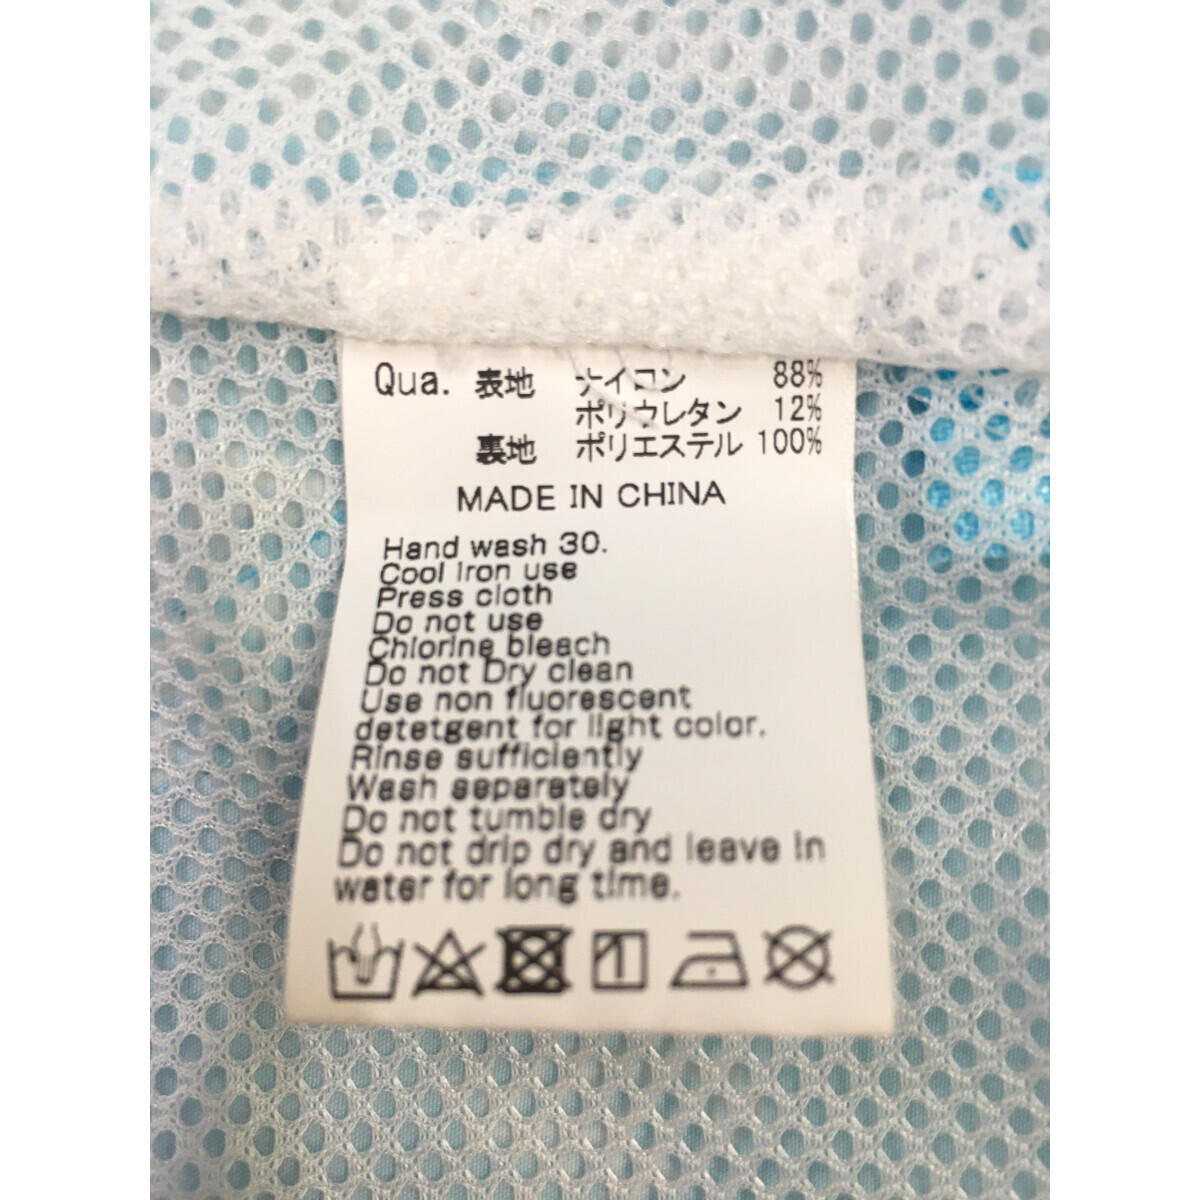 Qua. 表地 ナイロン 88%
ポリウレタン 12%
裏地 ポリエステル 100%
MADE IN CHINA
Hand wash 30.
Cool iron use
Press cloth
Do not use
Chlorine bleach
Do not Dry clean
Use non fluorescent
detetgent for light color.
Rinse sufficiently
Wash separately
Do not tumble dry
Do not drip dry and leave in
water for long time.